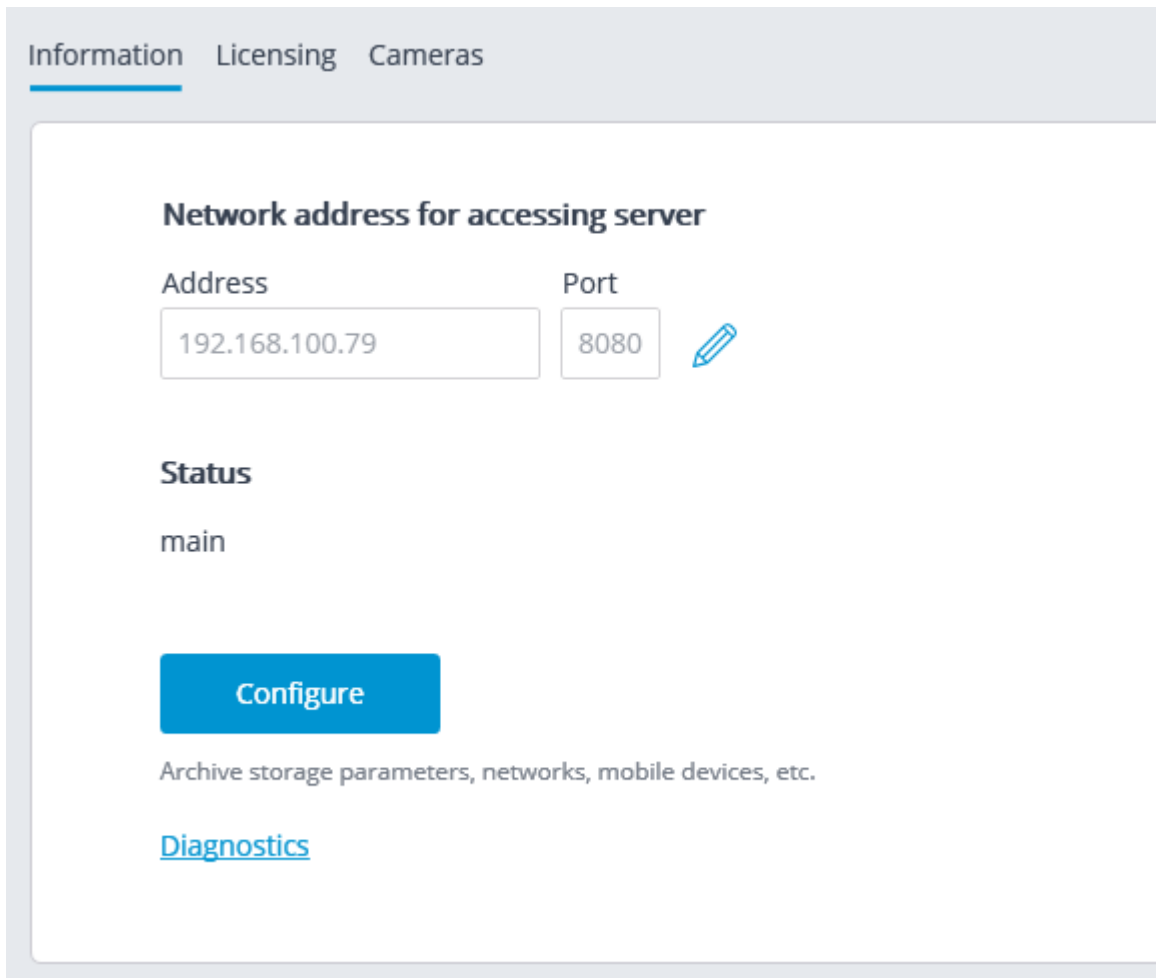 Information Licensing Cameras
Network address for accessing server
Address Port
192.168.100.79 8080
Status
main
Configure
Archive storage parameters, networks, mobile devices, etc.
Diagnostics